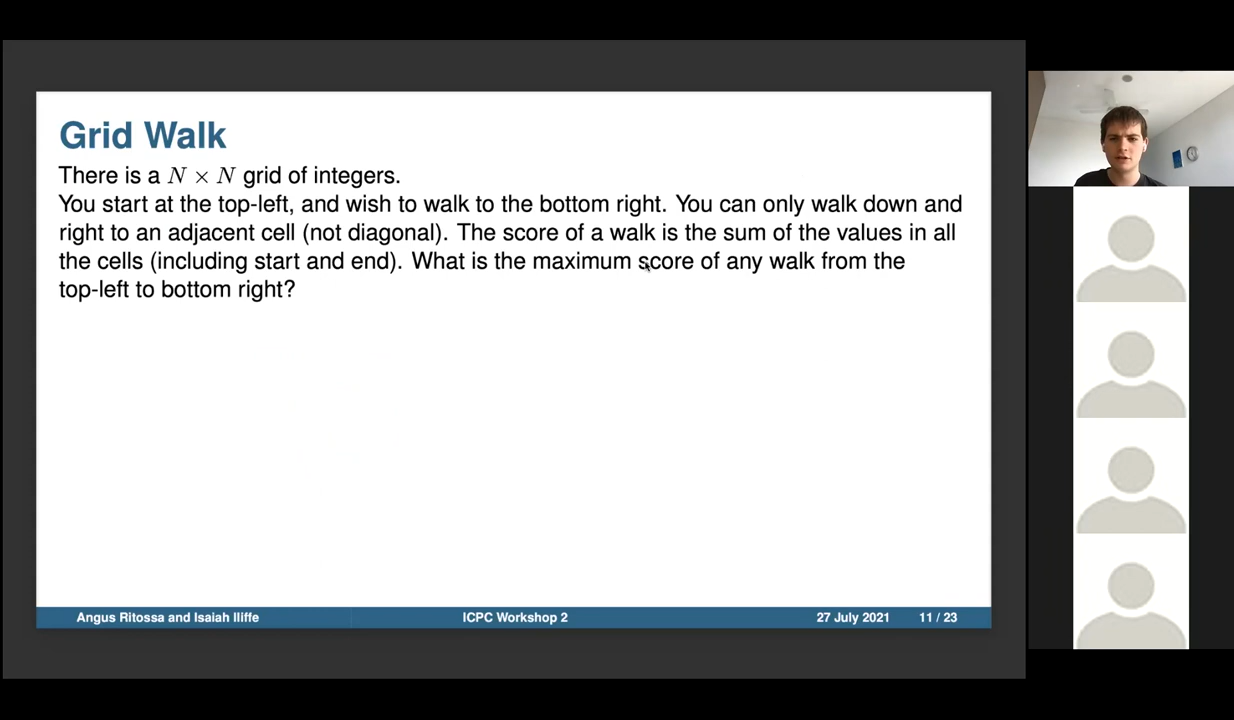 Grid Walk
There is a N × N grid of integers.
You start at the top-left, and wish to walk to the bottom right. You can only walk down and
right to an adjacent cell (not diagonal). The score of a walk is the sum of the values in all
the cells (including start and end). What is the maximum score of any walk from the
top-left to bottom right?
Angus Ritossa and Isaiah Iliffe ICPC Workshop 2 27 July 2021 11 / 23